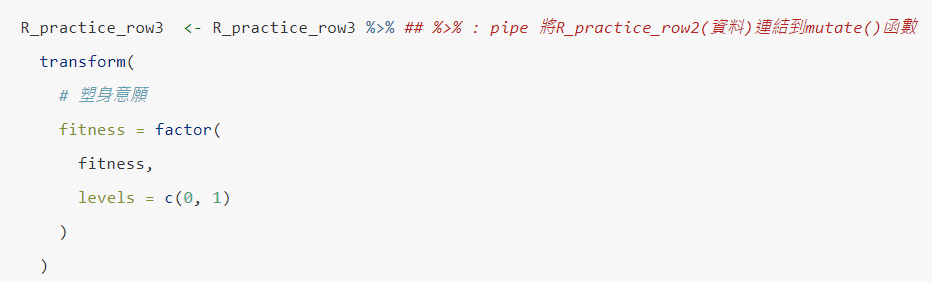 R_practice_row3  <- R_practice_row3 %>% ## %>% : pipe 將R_practice_row2(資料)連結到mutate()函數
  transform(
    # 塑身意願
    fitness = factor(
      fitness,
      levels = c(0, 1)
    )
  )